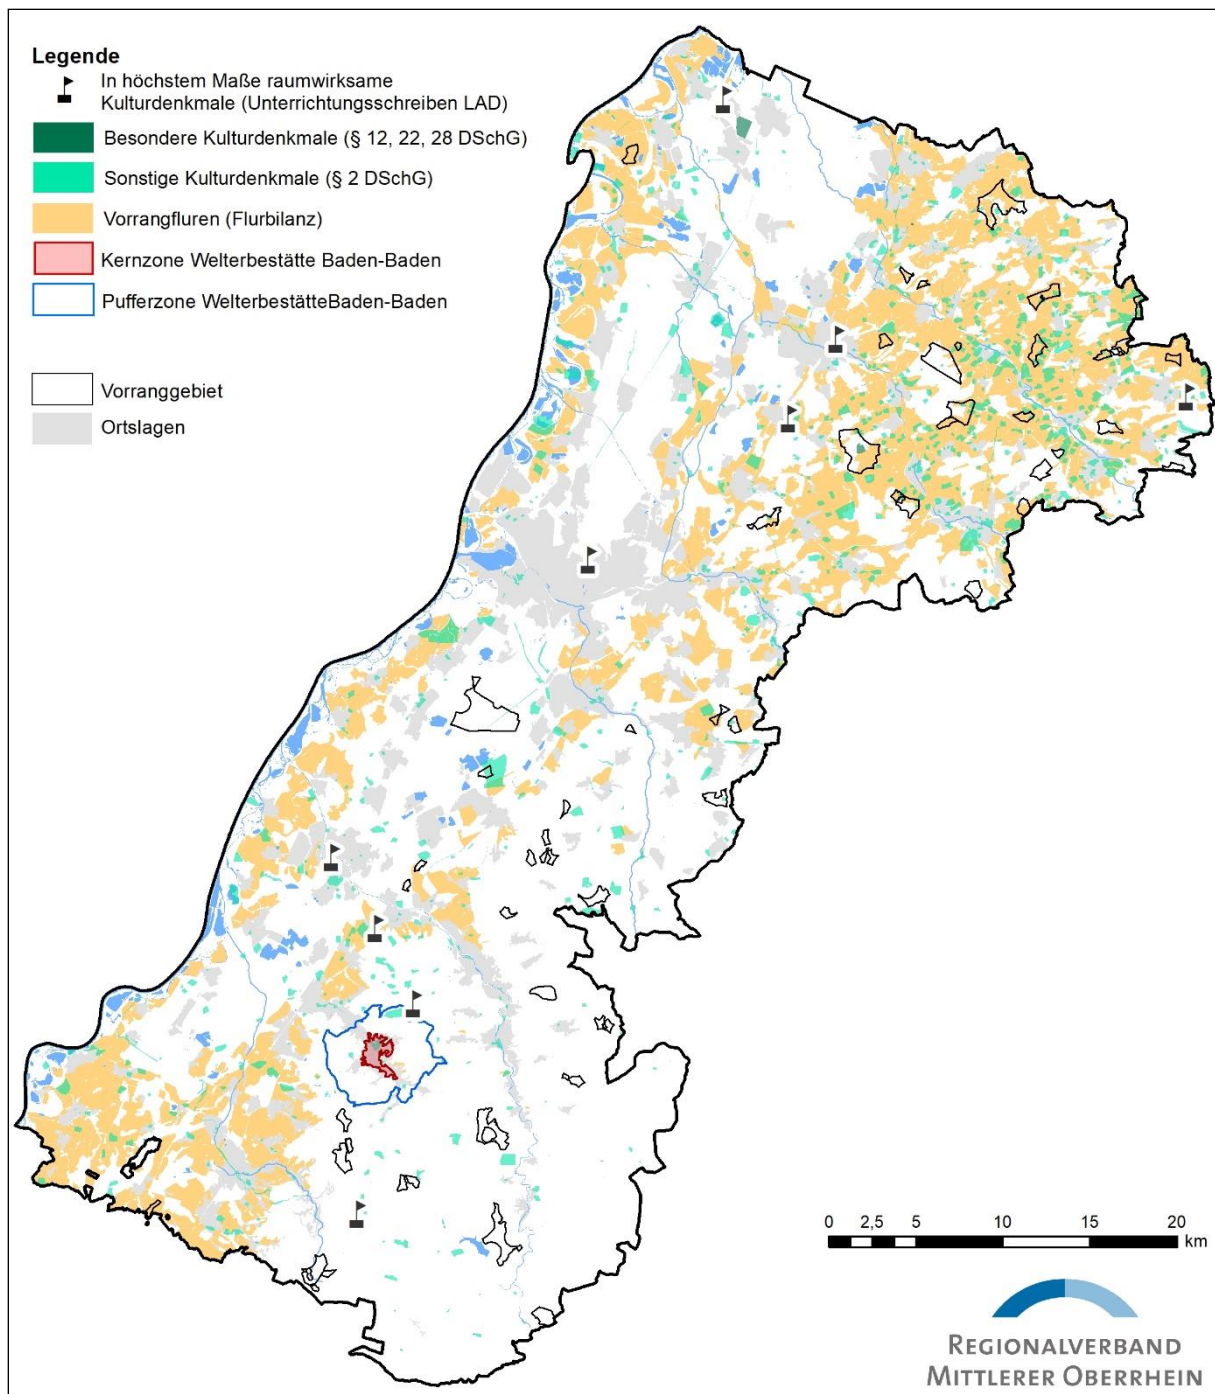 Legende
In höchstem Maße raumwirksame
Kulturdenkmale (Unterrichtungsschreiben LAD)
Besondere Kulturdenkmale (§ 12, 22, 28 DSchG)
Sonstige Kulturdenkmale (§ 2 DSchG)
Vorrangfluren (Flurbilanz)
Kernzone Welterbestätte Baden-Baden
Pufferzone WelterbestätteBaden-Baden
Vorranggebiet
Ortslagen
0 2,5 5 10 15 20
km
REGIONALVERBAND
MITTLERER OBERRHEIN